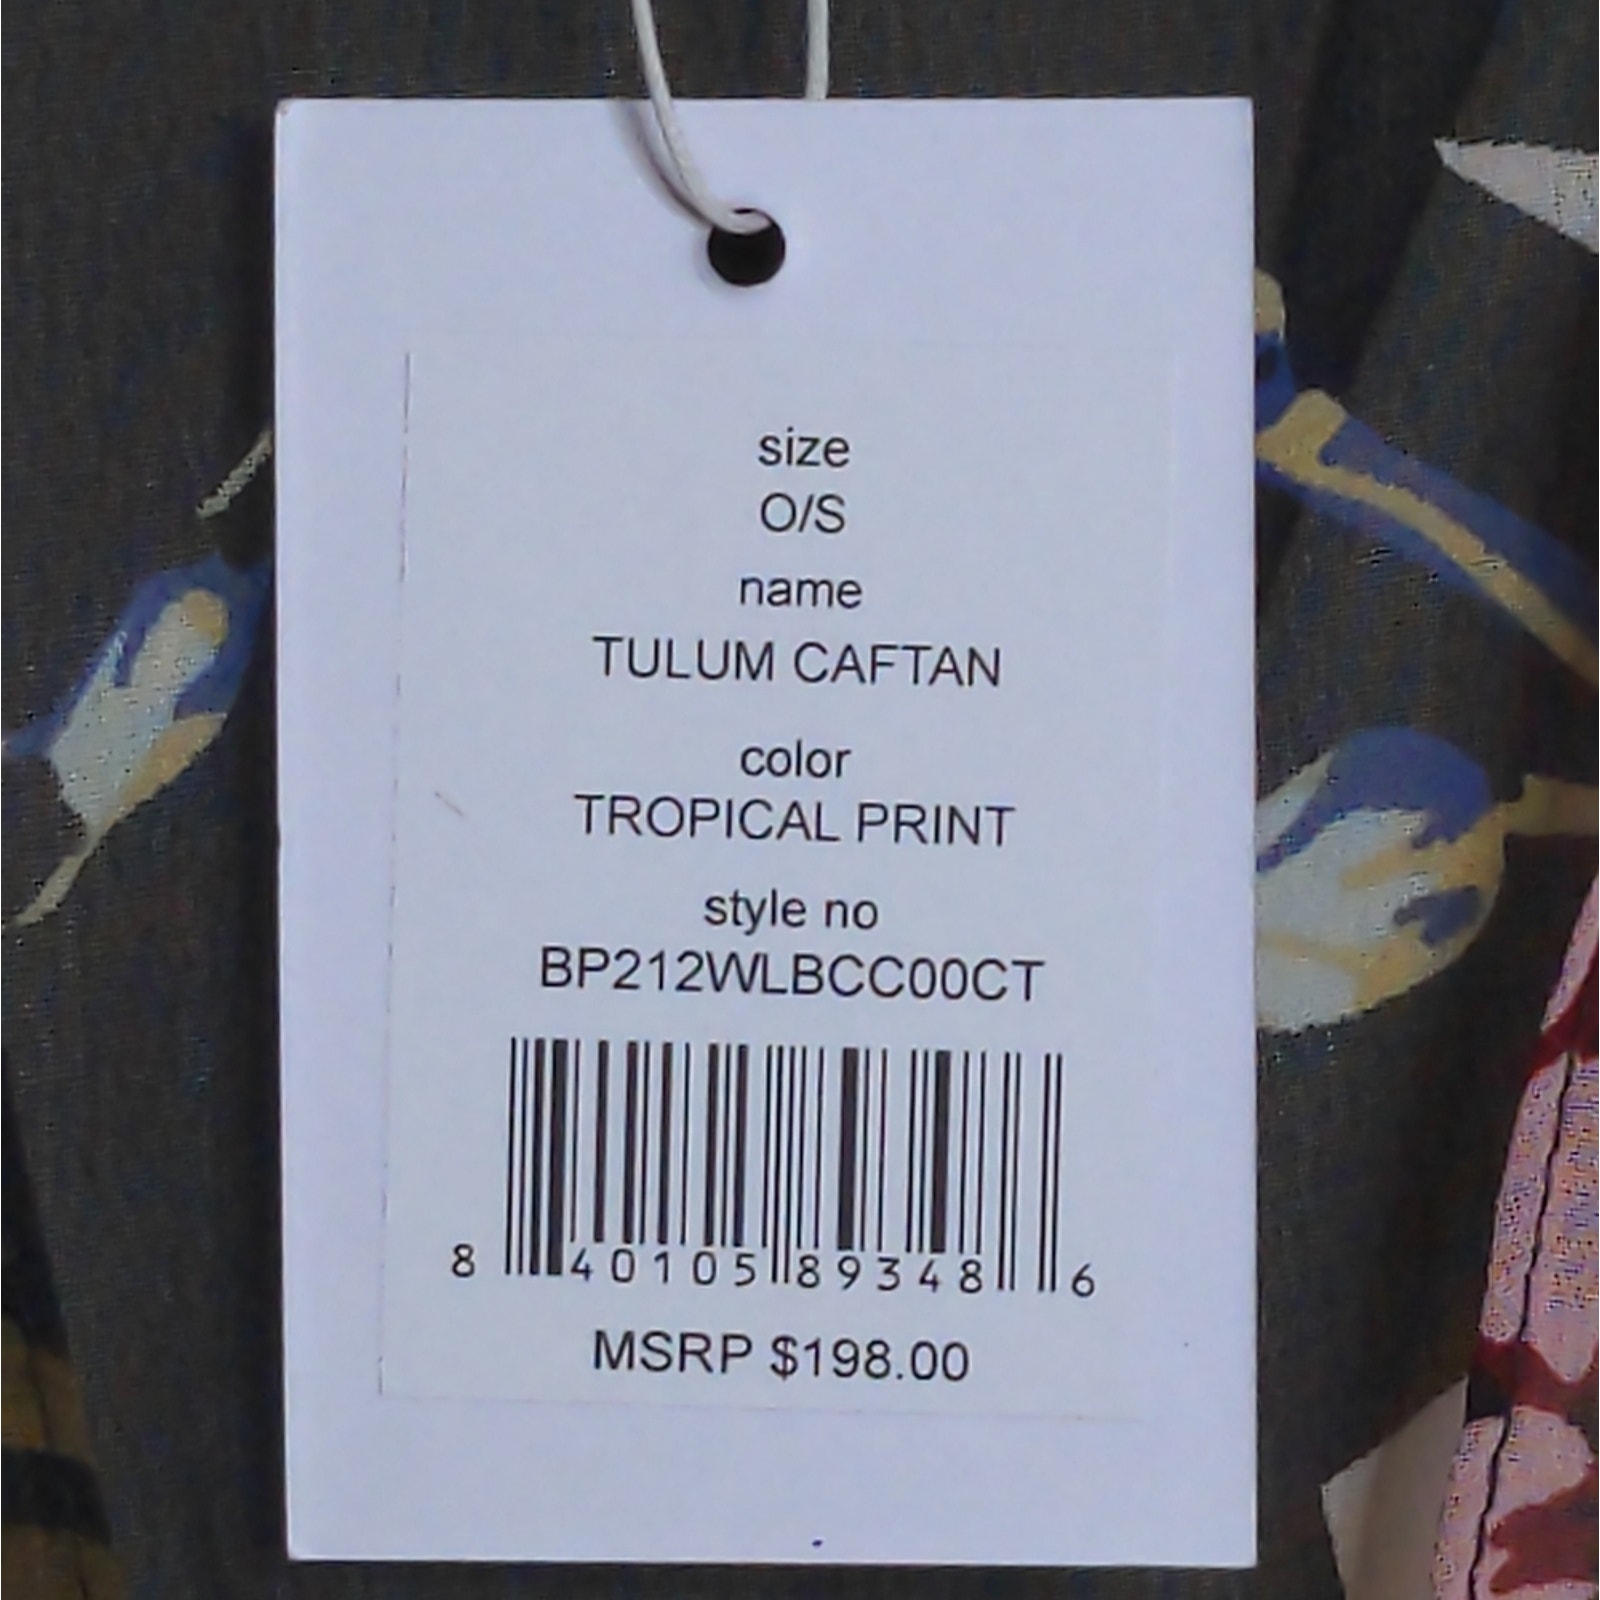 size
O/S
name
TULUM CAFTAN
color
TROPICAL PRINT
style no
BP212WLBCC00CT
8 40105 89348 6
MSRP $198.00